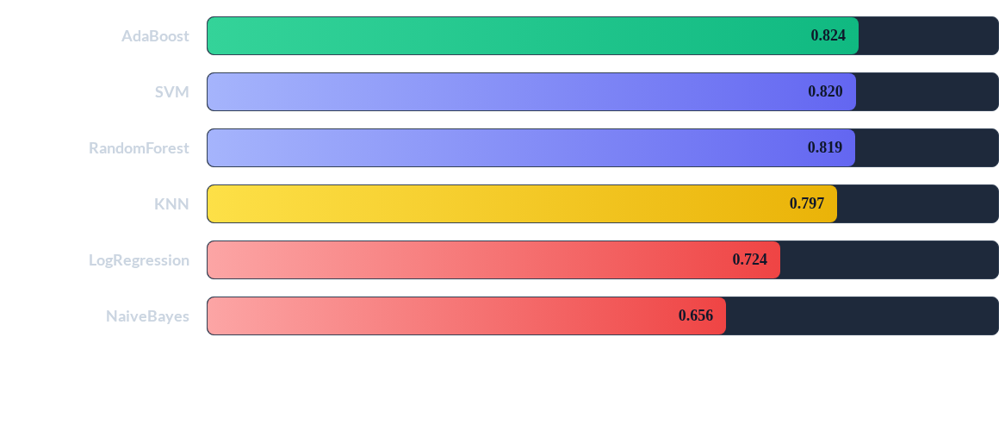 AdaBoost 0.824
SVM 0.820
RandomForest 0.819
KNN 0.797
LogRegression 0.724
NaiveBayes 0.656